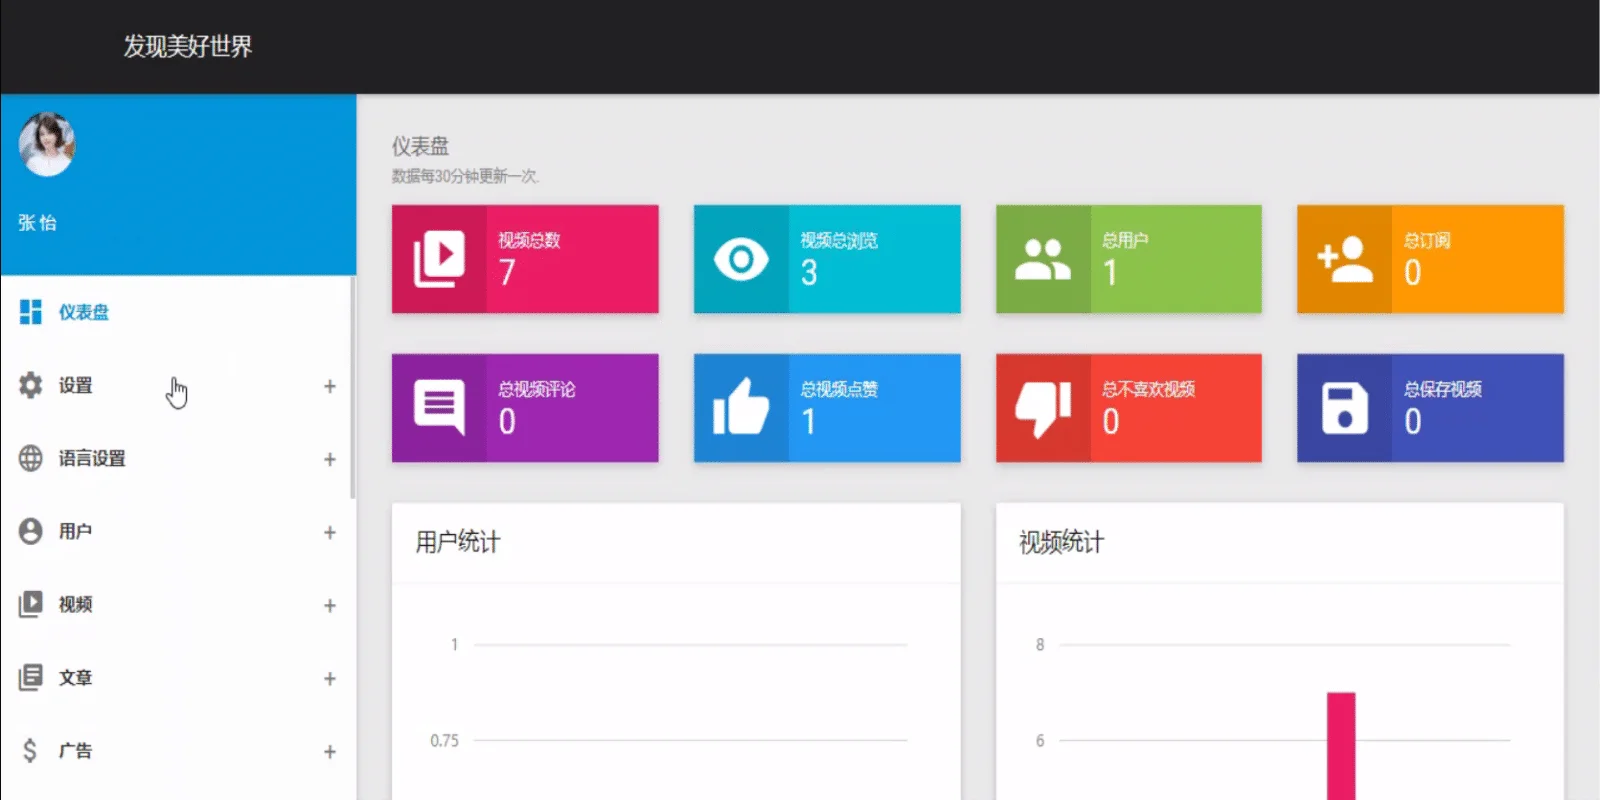 发现美好世界
张 怡
仪表盘
设置
+
语言设置
+
用户
+
视频
+
文章
+
广告
+
仪表盘
数据每30分钟更新一次.
视频总数
7
视频总浏览
3
总用户
1
总订阅
0
总视频评论
0
总视频点赞
1
总不喜欢视频
0
总保存视频
0
用户统计
1
0.75
视频统计
8
6